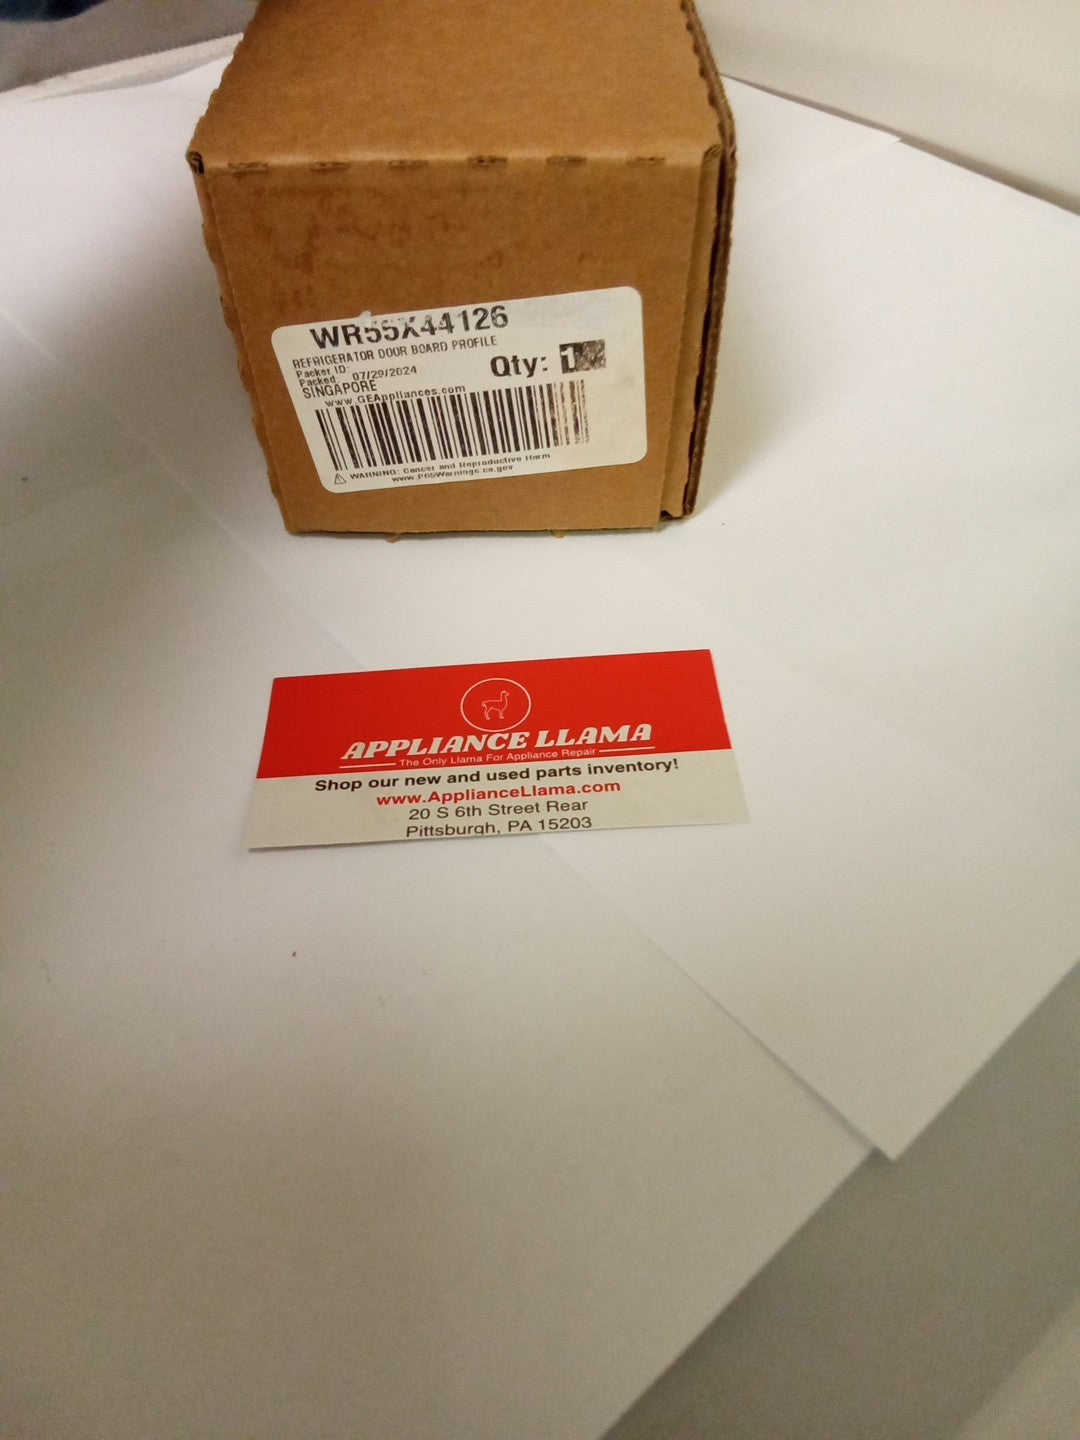 WR55X44126
REFRIGERATOR DOOR BOARD PROFILE
Packer ID:
Qty: 1
Packed 07/29/2024
SINGAPORE
www.GEAppliances.com
WARNING: Cancer and Reproductive Harm
www.P65Warnings.ca.gov
APPLIANCE LLAMA
The Only Llama For Appliance Repair
Shop our new and used parts inventory!
www.ApplianceLlama.com
20 S 6th Street Rear
Pittsburgh, PA 15203